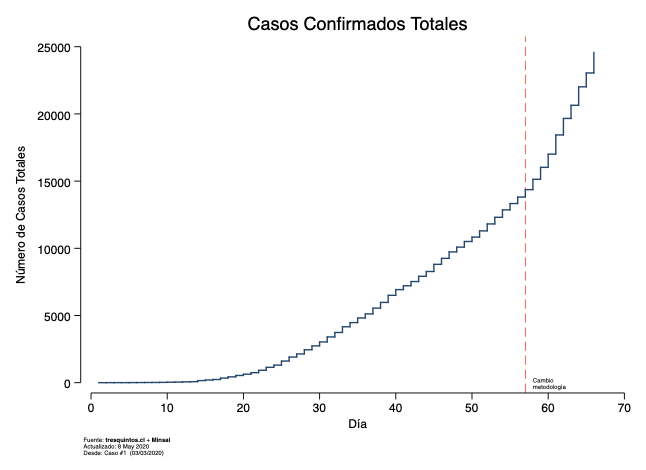 Casos Confirmados Totales
Número de Casos Totales
25000
20000
15000
10000
5000
0
Cambio
metodología
0 10 20 30 40 50 60 70
Día
Fuente: tresquintos.cl + Minsal
Actualizado: 8 May 2020
Desde: Caso #1 (03/03/2020)